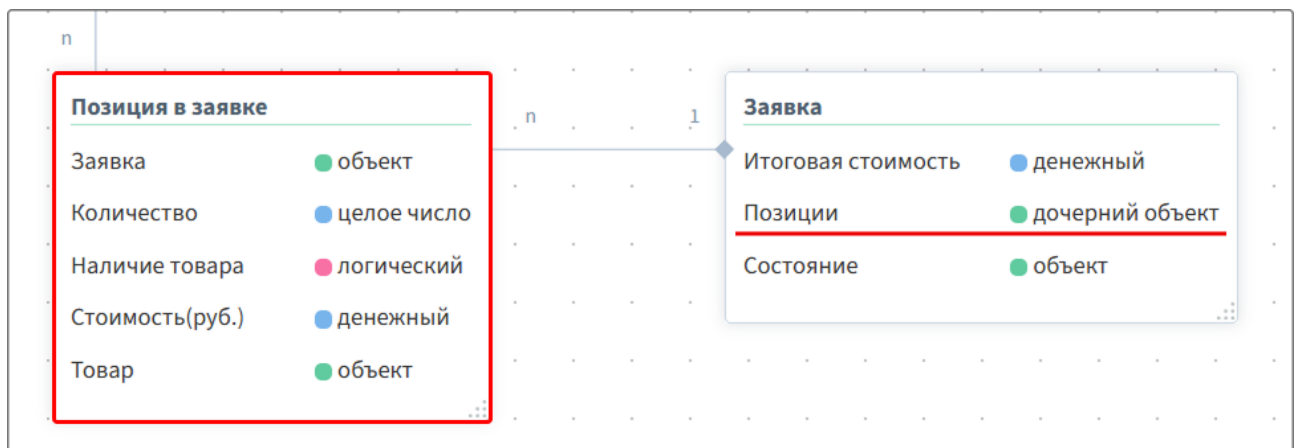 n
Позиция в заявке
Заявка объект
Количество целое число
Наличие товара логический
Стоимость(руб.) денежный
Товар объект
n 1
Заявка
Итоговая стоимость денежный
Позиции дочерний объект
Состояние объект